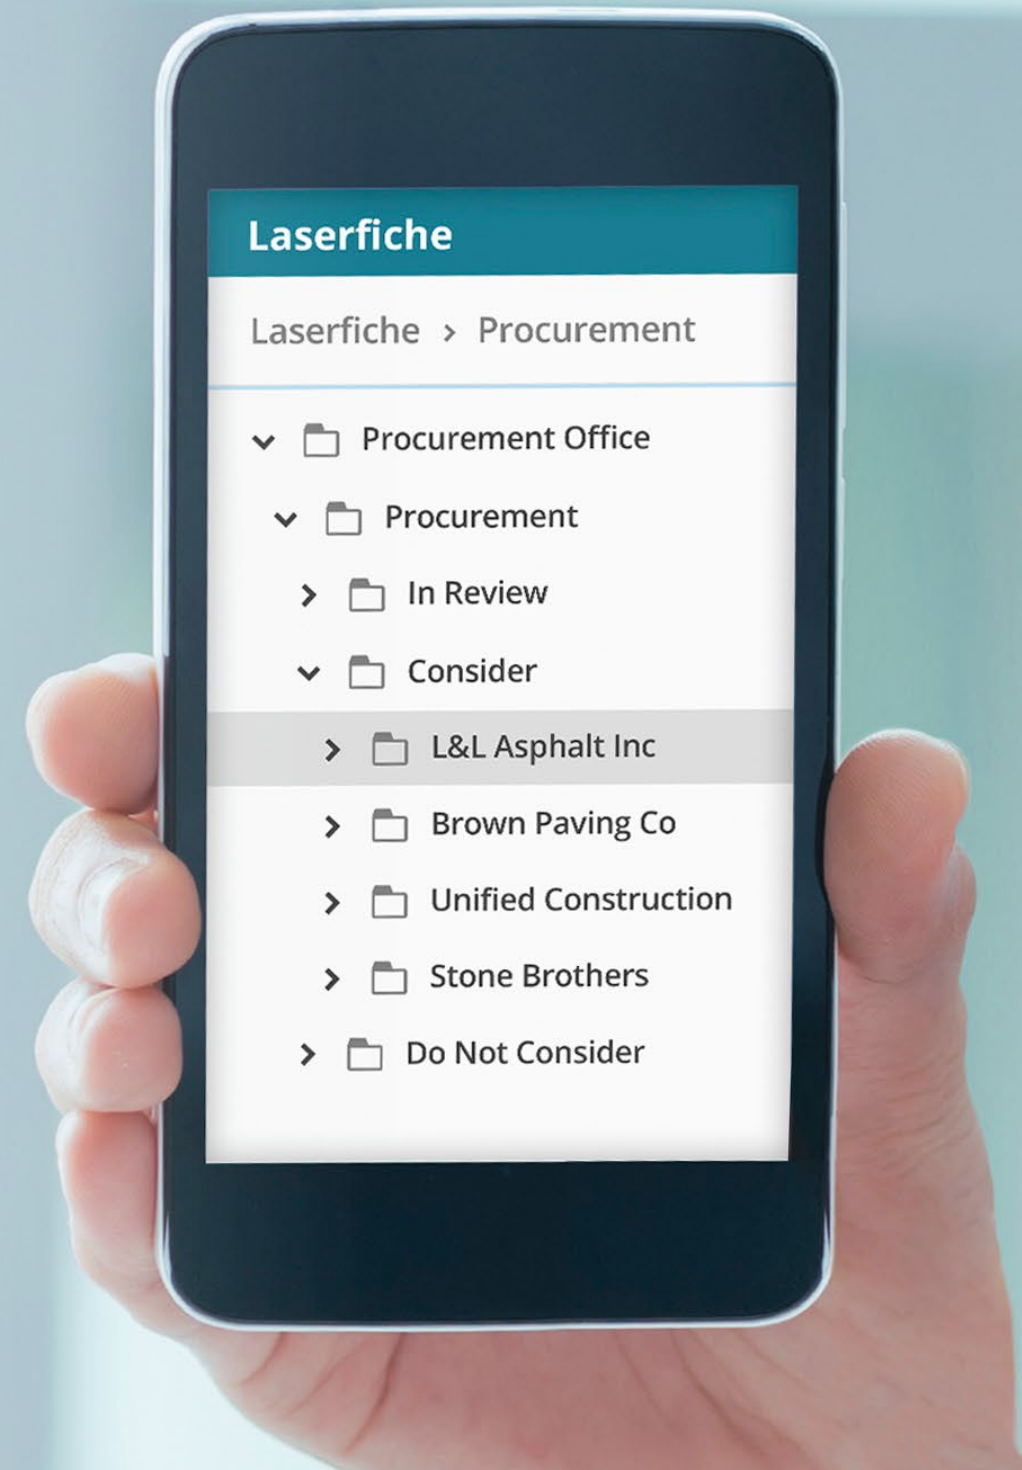 Laserfiche
Laserfiche > Procurement
Procurement Office
Procurement
In Review
Consider
L&L Asphalt Inc
Brown Paving Co
Unified Construction
Stone Brothers
Do Not Consider